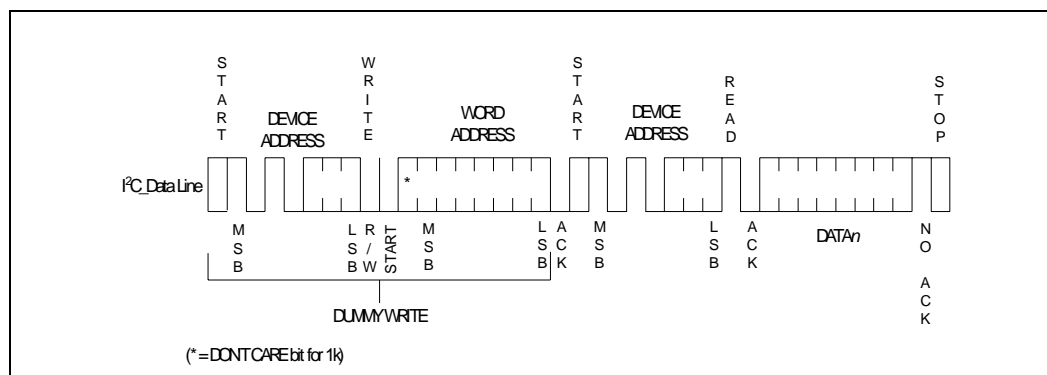 START
WRITE
START
READ
STOP
DEVICE
ADDRESS
WORD
ADDRESS
DEVICE
ADDRESS
I²C_Data Line
*
MSB
LSB
R/W
START
MSB
LSB
ACK
MSB
LSB
ACK
DATAn
NO ACK
DUMMY WRITE
(* = DON'T CARE bit for 1k)